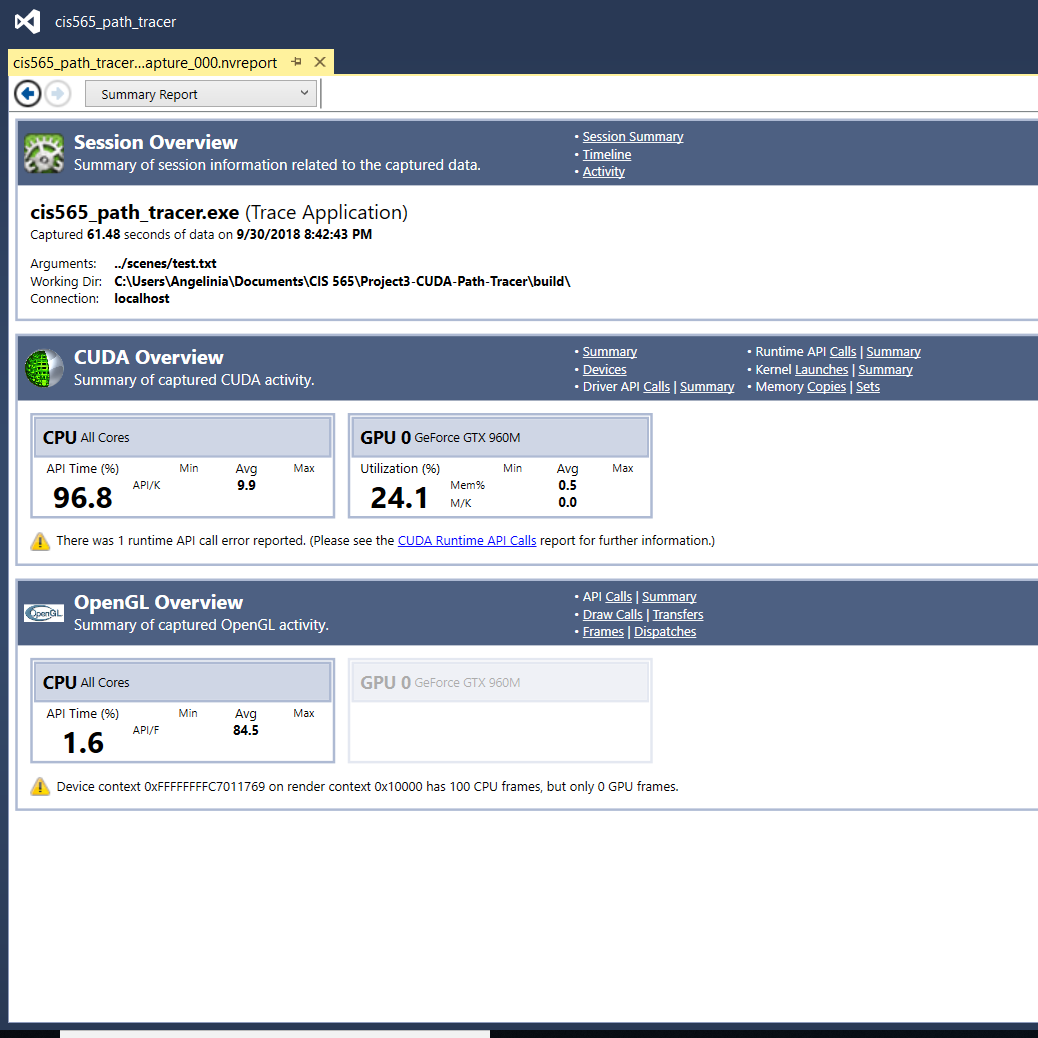 cis565_path_tracer
cis565_path_tracer...apture_000.nvreport
Summary Report
Session Overview
Summary of session information related to the captured data.
• Session Summary
• Timeline
• Activity
cis565_path_tracer.exe (Trace Application)
Captured 61.48 seconds of data on 9/30/2018 8:42:43 PM
Arguments: ../scenes/test.txt
Working Dir: C:\Users\Angelinia\Documents\CIS 565\Project3-CUDA-Path-Tracer\build\
Connection: localhost
CUDA Overview
Summary of captured CUDA activity.
• Summary
• Devices
• Driver API Calls | Summary
• Runtime API Calls | Summary
• Kernel Launches | Summary
• Memory Copies | Sets
CPU All Cores
API Time (%) Min Avg Max
96.8 API/K 9.9
GPU 0 GeForce GTX 960M
Utilization (%) Min Avg Max
24.1 Mem% 0.5
M/K 0.0
There was 1 runtime API call error reported. (Please see the CUDA Runtime API Calls report for further information.)
OpenGL
OpenGL Overview
Summary of captured OpenGL activity.
• API Calls | Summary
• Draw Calls | Transfers
• Frames | Dispatches
CPU All Cores
API Time (%) Min Avg Max
1.6 API/F 84.5
GPU 0 GeForce GTX 960M
Device context 0xFFFFFFFFC7011769 on render context 0x10000 has 100 CPU frames, but only 0 GPU frames.